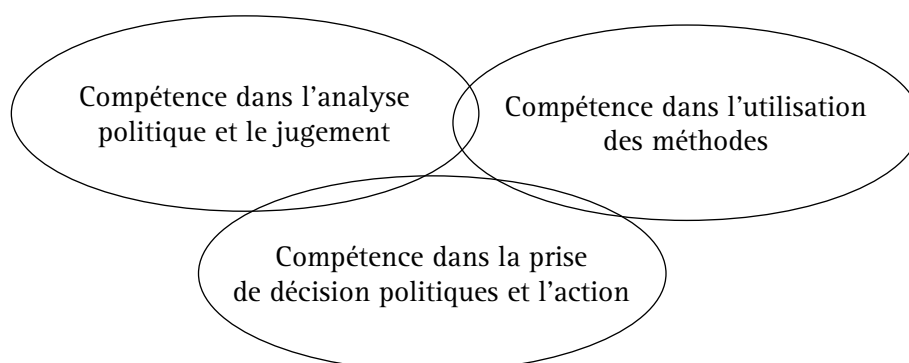 Compétence dans l'analyse
politique et le jugement
Compétence dans l'utilisation
des méthodes
Compétence dans la prise
de décision politiques et l'action